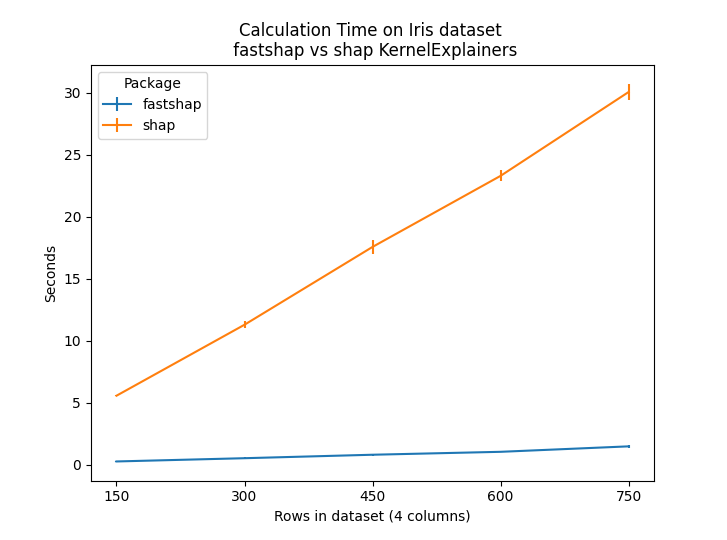 Calculation Time on Iris dataset
fastshap vs shap KernelExplainers
Package
fastshap
shap
30
25
20
15
10
5
0
Seconds
150 300 450 600 750
Rows in dataset (4 columns)